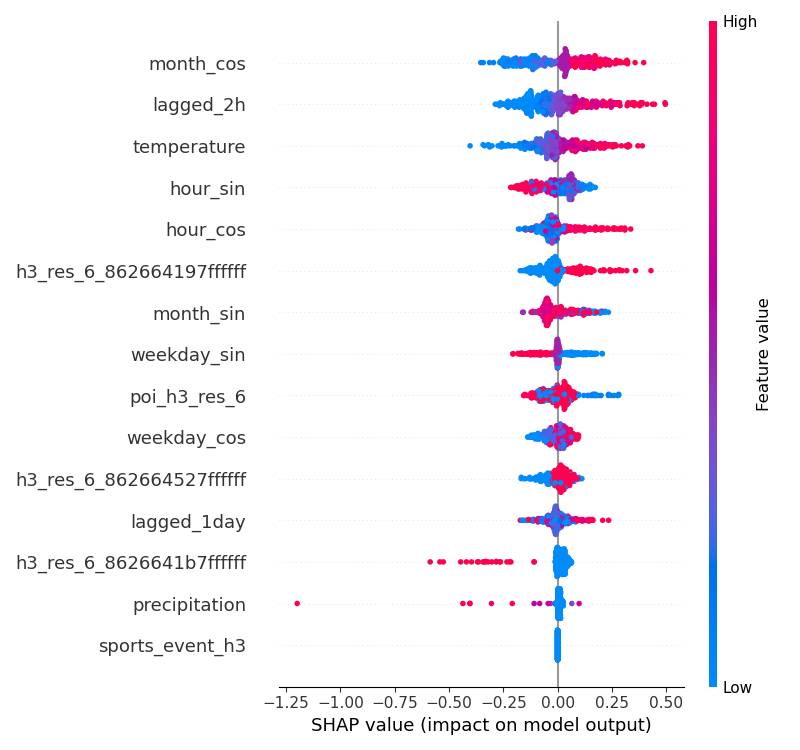 High
month_cos
lagged_2h
temperature
hour_sin
hour_cos
h3_res_6_862664197ffffff
month_sin
weekday_sin
poi_h3_res_6
weekday_cos
h3_res_6_862664527ffffff
lagged_1day
h3_res_6_8626641b7ffffff
precipitation
sports_event_h3
Feature value
Low
−1.25 −1.00 −0.75 −0.50 −0.25 0.00 0.25 0.50
SHAP value (impact on model output)